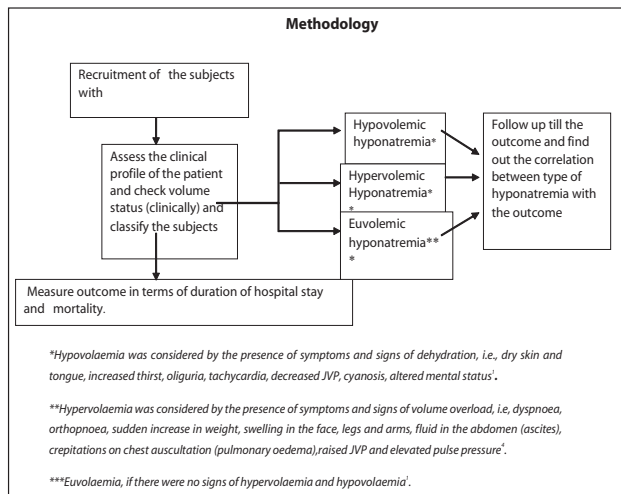 Methodology
Recruitment of the subjects
with
Assess the clinical
profile of the patient
and check volume
status (clinically) and
classify the subjects
Hypovolemic
hyponatremia*
Hypervolemic
Hyponatremia*
*
Euvolemic
hyponatremia**
*
Follow up till the
outcome and find
out the correlation
between type of
hyponatremia with
the outcome
Measure outcome in terms of duration of hospital stay
and mortality.
*Hypovolaemia was considered by the presence of symptoms and signs of dehydration, i.e., dry skin and
tongue, increased thirst, oliguria, tachycardia, decreased JVP, cyanosis, altered mental status¹.
**Hypervolaemia was considered by the presence of symptoms and signs of volume overload, i.e, dyspnoea,
orthopnoea, sudden increase in weight, swelling in the face, legs and arms, fluid in the abdomen (ascites),
crepitations on chest auscultation (pulmonary oedema),raised JVP and elevated pulse pressure⁴.
***Euvolaemia, if there were no signs of hypervolaemia and hypovolaemia¹.